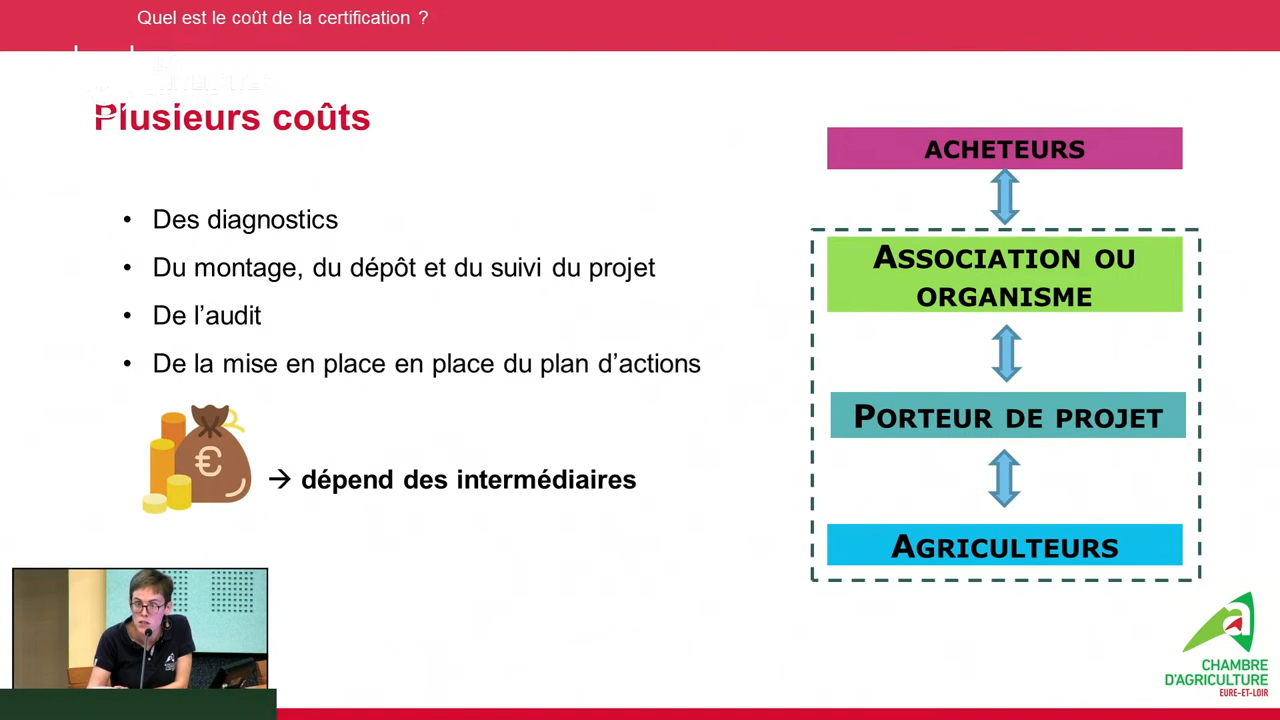 Quel est le coût de la certification ?
Plusieurs coûts
• Des diagnostics
• Du montage, du dépôt et du suivi du projet
• De l’audit
• De la mise en place en place du plan d’actions
€
→ dépend des intermédiaires
ACHETEURS
ASSOCIATION OU
ORGANISME
PORTEUR DE PROJET
AGRICULTEURS
a
CHAMBRE
D'AGRICULTURE
EURE-ET-LOIR